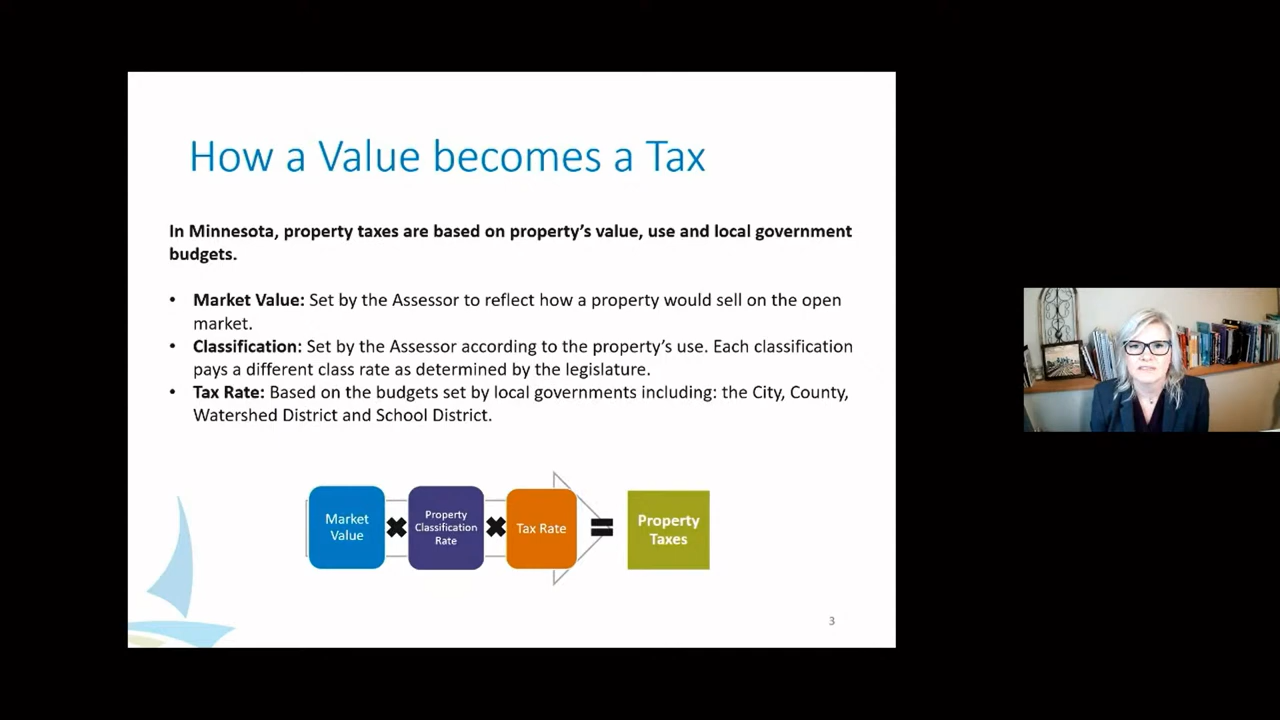 How a Value becomes a Tax
In Minnesota, property taxes are based on property’s value, use and local government
budgets.
• Market Value: Set by the Assessor to reflect how a property would sell on the open
market.
• Classification: Set by the Assessor according to the property’s use. Each classification
pays a different class rate as determined by the legislature.
• Tax Rate: Based on the budgets set by local governments including: the City, County,
Watershed District and School District.
Market
Value
Property
Classification
Rate
Tax Rate
Property
Taxes
3